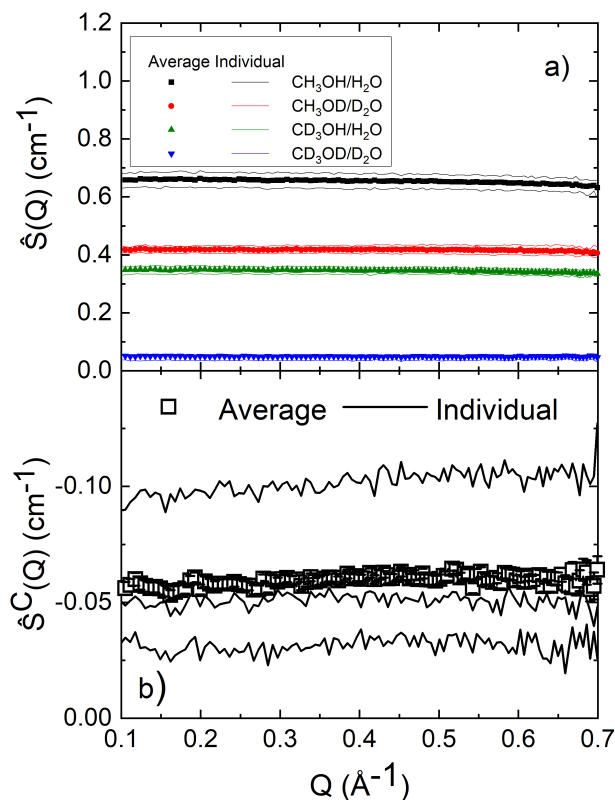 1.2
1.0
0.8
0.6
0.4
0.2
0.0
Ŝ(Q) (cm⁻¹)
a)
Average Individual
CH₃OH/H₂O
CH₃OD/D₂O
CD₃OH/H₂O
CD₃OD/D₂O
Average Individual
-0.10
-0.05
0.00
Ŝᶜ(Q) (cm⁻¹)
b)
0.1 0.2 0.3 0.4 0.5 0.6 0.7
Q (Å⁻¹)